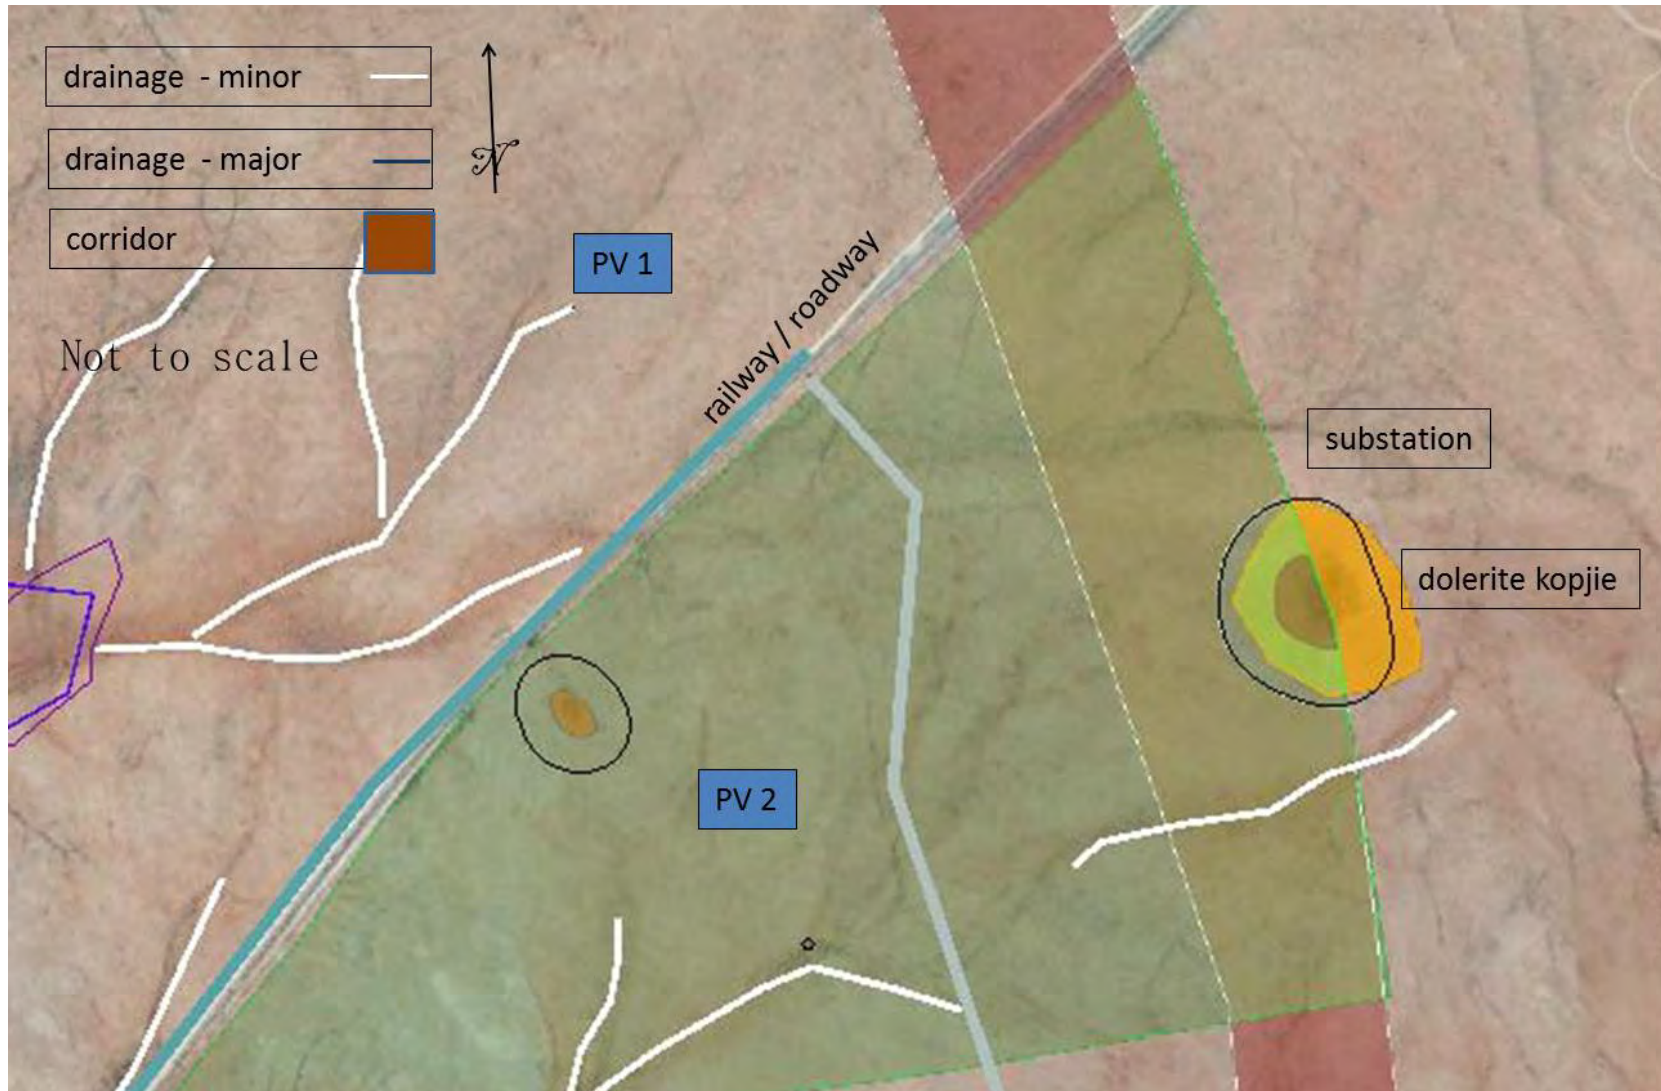 drainage - minor
drainage - major
N
corridor
PV 1
Not to scale
railway / roadway
substation
dolerite kopjie
PV 2